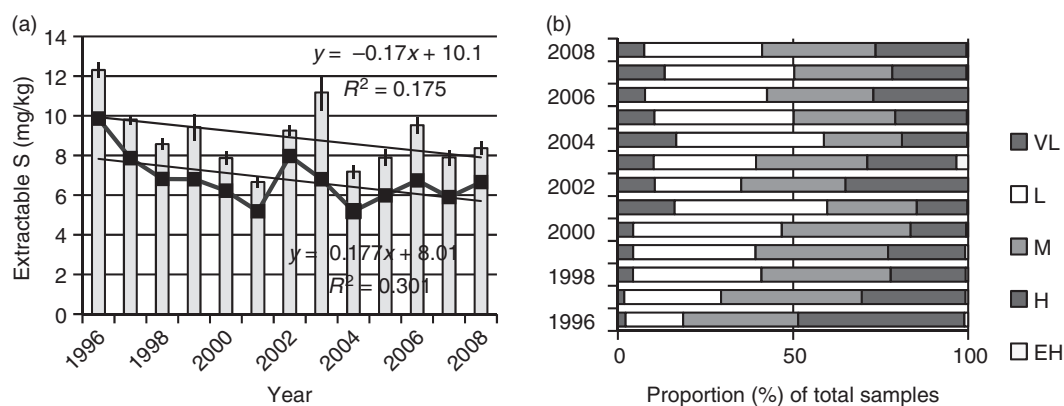 (a)
14
12
10
8
6
4
2
0
Extractable S (mg/kg)
y = −0.17x + 10.1
R² = 0.175
y = 0.177x + 8.01
R² = 0.301
1996
1998
2000
2002
2004
2006
2008
Year
(b)
2008
2006
2004
2002
2000
1998
1996
0
50
100
Proportion (%) of total samples
VL
L
M
H
EH